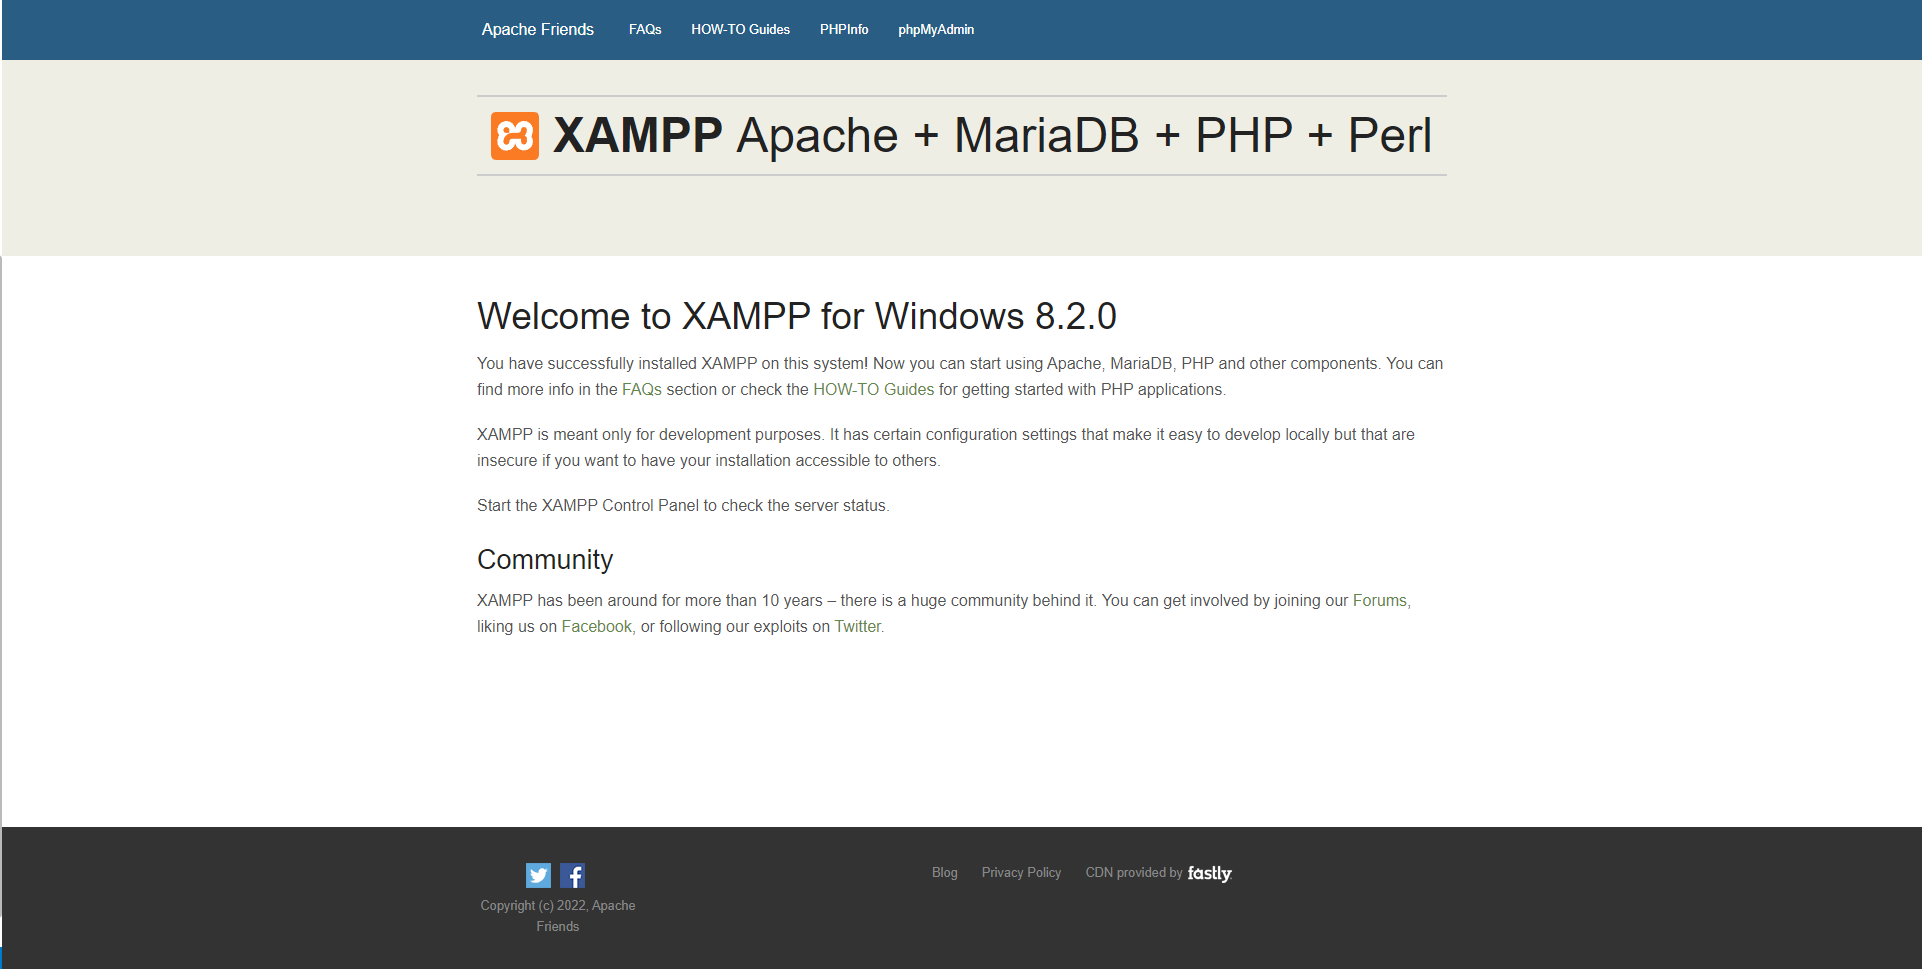 Apache Friends FAQs HOW-TO Guides PHPInfo phpMyAdmin
XAMPP Apache + MariaDB + PHP + Perl
Welcome to XAMPP for Windows 8.2.0
You have successfully installed XAMPP on this system! Now you can start using Apache, MariaDB, PHP and other components. You can
find more info in the FAQs section or check the HOW-TO Guides for getting started with PHP applications.
XAMPP is meant only for development purposes. It has certain configuration settings that make it easy to develop locally but that are
insecure if you want to have your installation accessible to others.
Start the XAMPP Control Panel to check the server status.
Community
XAMPP has been around for more than 10 years – there is a huge community behind it. You can get involved by joining our Forums,
liking us on Facebook, or following our exploits on Twitter.
Blog Privacy Policy CDN provided by fastly
Copyright (c) 2022, Apache
Friends